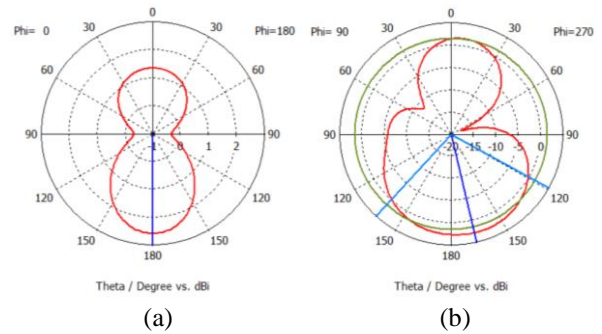 Phi= 0 0 Phi=180
30 30
60 60
90 -1 0 1 2 90
120 120
150 150
180
Theta / Degree vs. dBi
(a)
Phi= 90 0 Phi=270
30 30
60 60
90 -20 -15 -10 -5 0 90
120 120
150 150
180
Theta / Degree vs. dBi
(b)